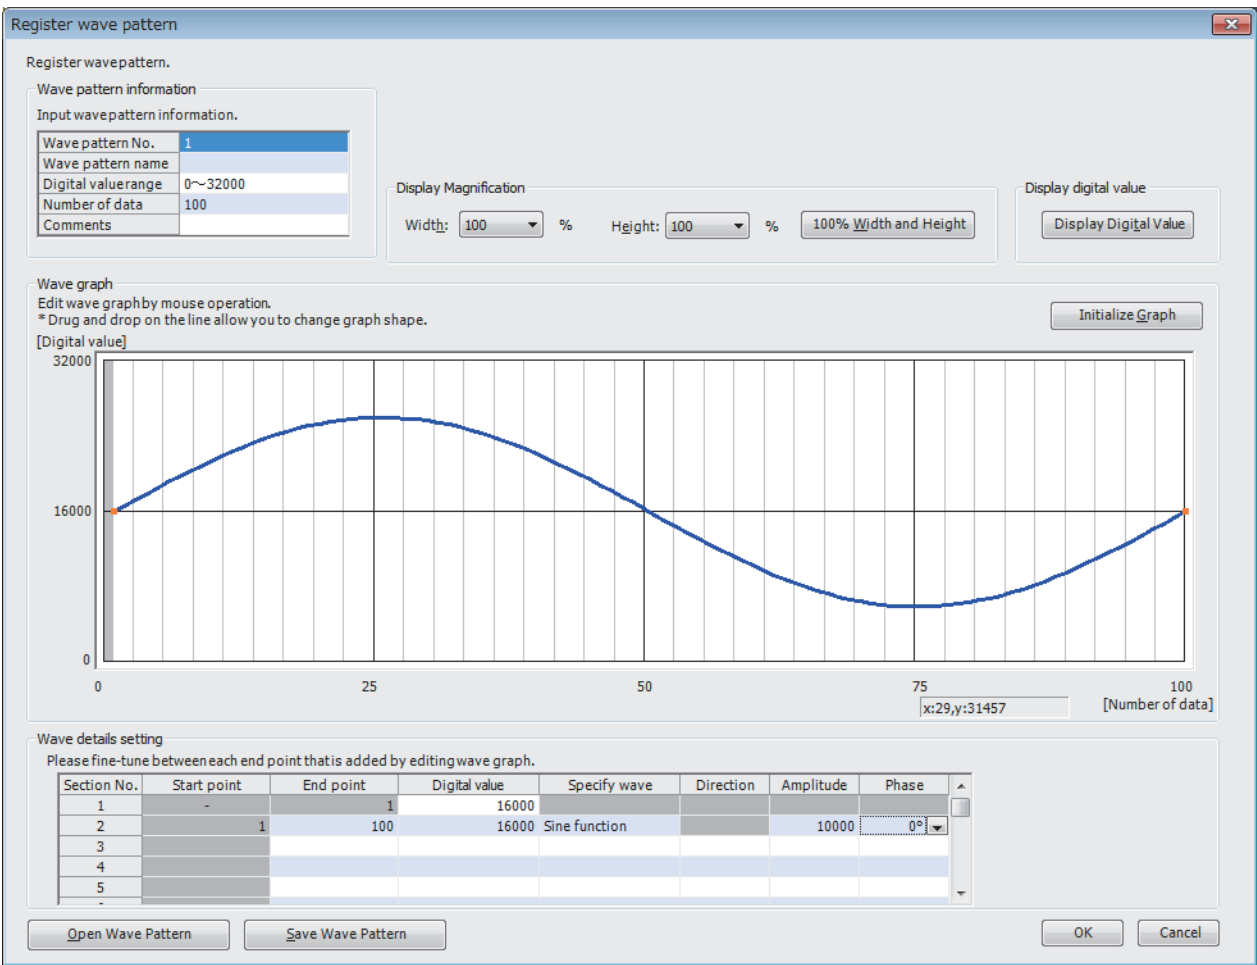 Register wave pattern
Register wave pattern.
Wave pattern information
Input wave pattern information.
Wave pattern No. 1
Wave pattern name
Digital value range 0～32000
Number of data 100
Comments
Display Magnification
Width: 100 %
Height: 100 %
100% Width and Height
Display digital value
Display Digital Value
Wave graph
Edit wave graph by mouse operation.
* Drug and drop on the line allow you to change graph shape.
Initialize Graph
[Digital value]
32000
16000
0
0 25 50 75 100
x:29,y:31457
[Number of data]
Wave details setting
Please fine-tune between each end point that is added by editing wave graph.
Section No. Start point End point Digital value Specify wave Direction Amplitude Phase
1 - 1 16000
2 1 100 16000 Sine function 10000 0°
3
4
5
Open Wave Pattern
Save Wave Pattern
OK
Cancel